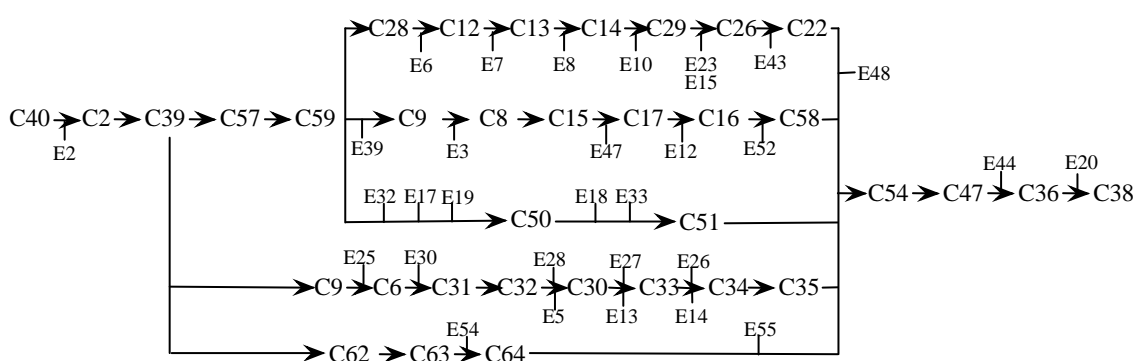 C28 C12 C13 C14 C29 C26 C22
E6 E7 E8 E10 E23 E43
E15
E48
C40 C2 C39 C57 C59 C9 C8 C15 C17 C16 C58
E2 E39 E3 E47 E12 E52
E44 E20
C54 C47 C36 C38
E32 E17 E19 E18 E33
C50 C51
E25 E30 E28 E27 E26
C9 C6 C31 C32 C30 C33 C34 C35
E5 E13 E14
E54 E55
C62 C63 C64